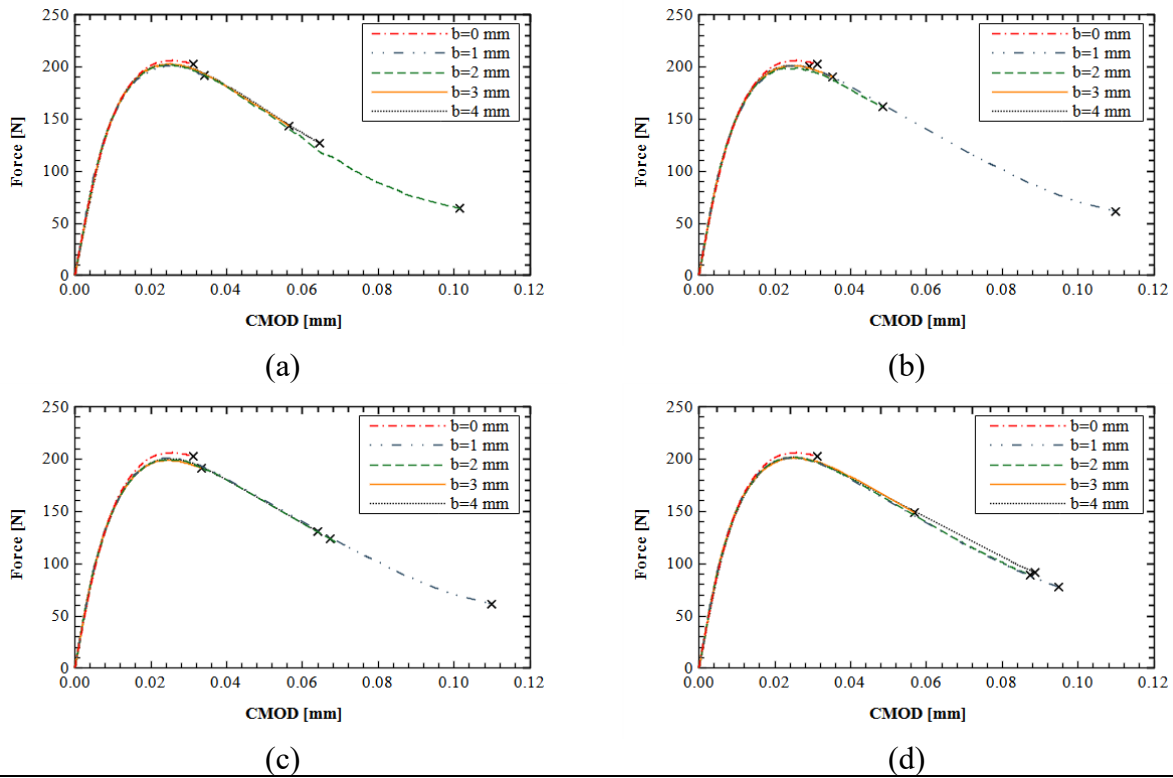 250
200
150
100
50
0
Force [N]
b=0 mm
b=1 mm
b=2 mm
b=3 mm
b=4 mm
0.00 0.02 0.04 0.06 0.08 0.10 0.12
CMOD [mm]
(a)
250
200
150
100
50
0
Force [N]
b=0 mm
b=1 mm
b=2 mm
b=3 mm
b=4 mm
0.00 0.02 0.04 0.06 0.08 0.10 0.12
CMOD [mm]
(b)
250
200
150
100
50
0
Force [N]
b=0 mm
b=1 mm
b=2 mm
b=3 mm
b=4 mm
0.00 0.02 0.04 0.06 0.08 0.10 0.12
CMOD [mm]
(c)
250
200
150
100
50
0
Force [N]
b=0 mm
b=1 mm
b=2 mm
b=3 mm
b=4 mm
0.00 0.02 0.04 0.06 0.08 0.10 0.12
CMOD [mm]
(d)